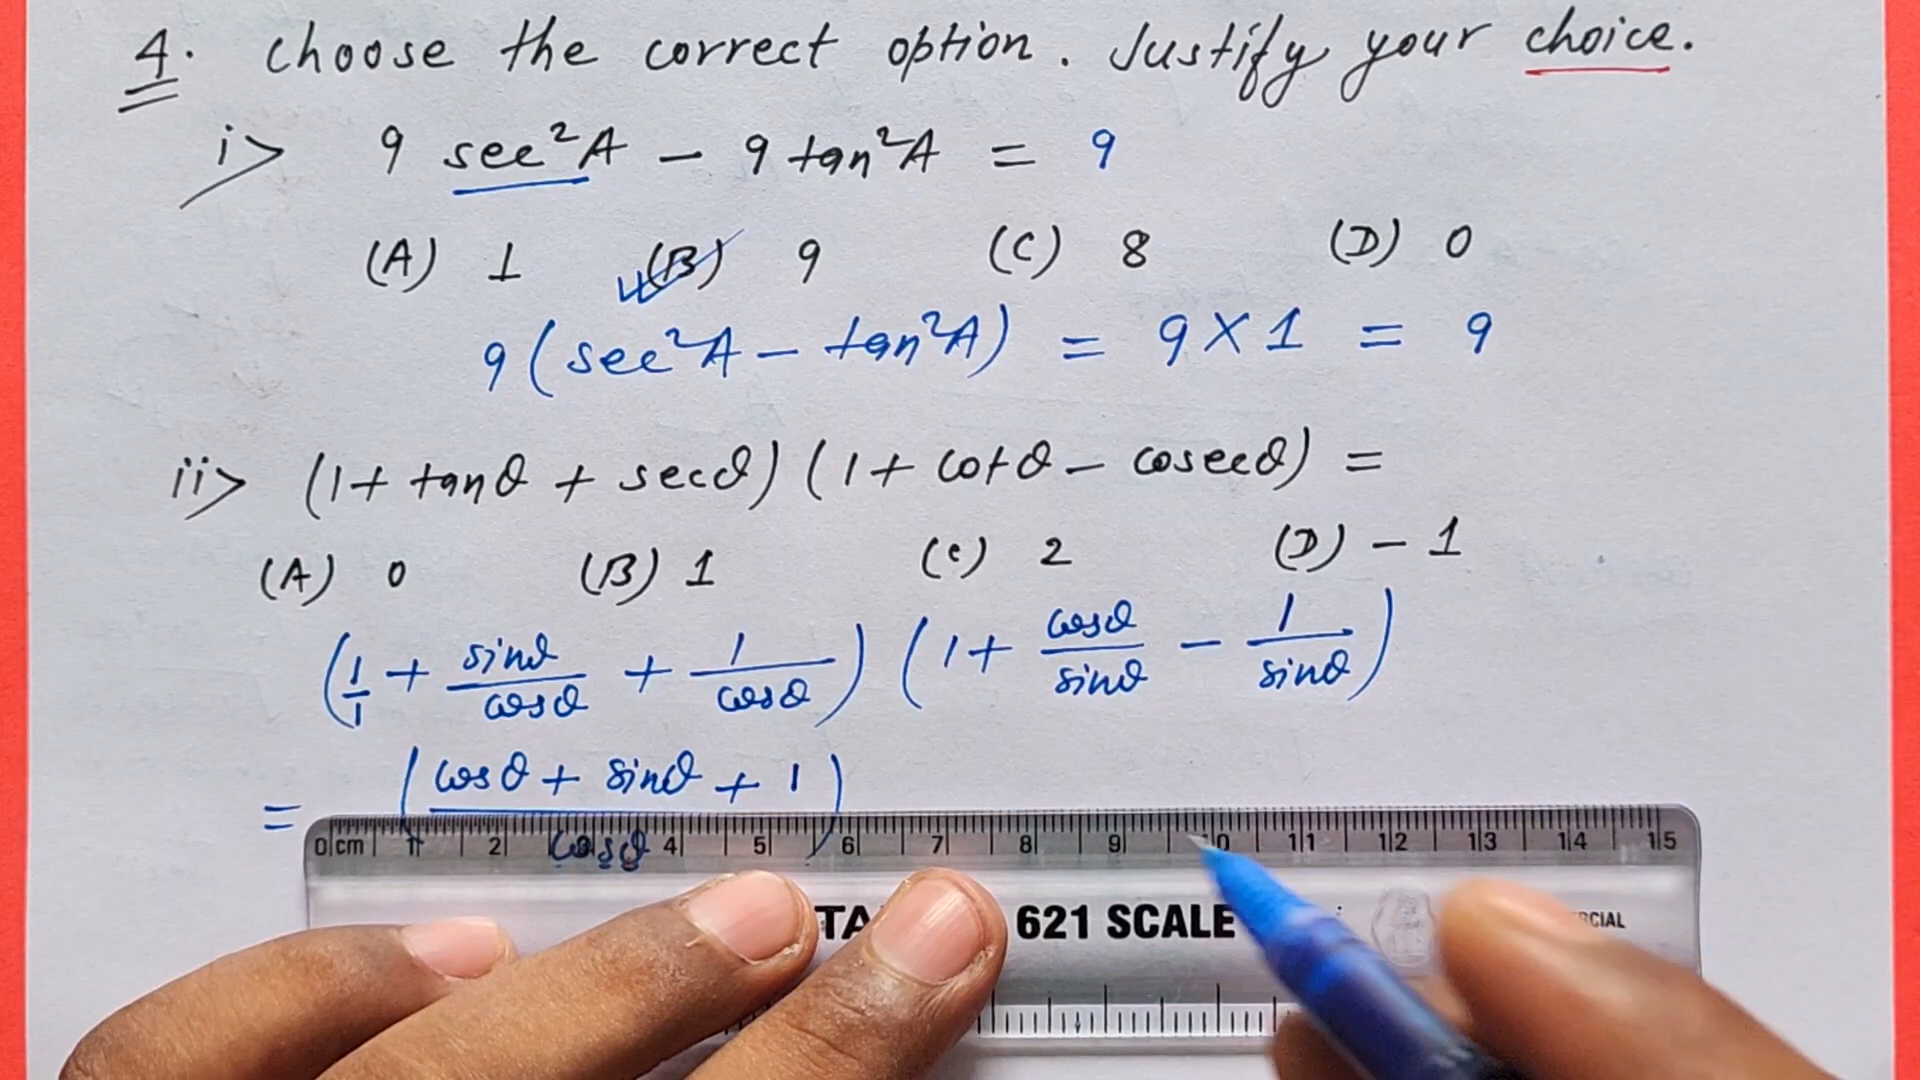 4. Choose the correct option. Justify your choice.
i> 9 sec²A - 9 tan²A = 9
(A) 1 (B) 9 (C) 8 (D) 0
9(sec²A - tan²A) = 9 X 1 = 9
ii> (1 + tanθ + secθ) (1 + cotθ - cosecθ) =
(A) 0 (B) 1 (C) 2 (D) - 1
(1/1 + sinθ/cosθ + 1/cosθ) (1 + cosθ/sinθ - 1/sinθ)
= (cosθ + sinθ + 1 / cosθ)
0 cm 1 2 3 4 5 6 7 8 9 10 11 12 13 14 15
621 SCALE